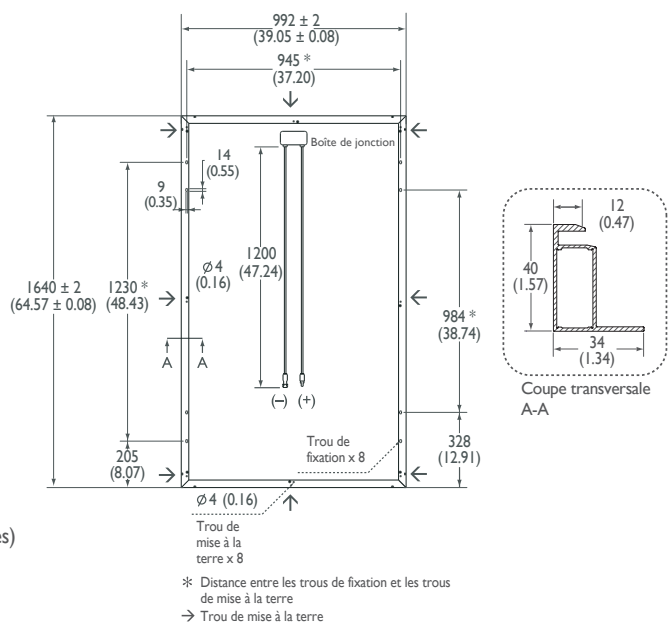 992 ± 2
(39.05 ± 0.08)
945 *
(37.20)
Boîte de jonction
14
(0.55)
9
(0.35)
12
(0.47)
1200
(47.24)
Ø4
(0.16)
40
(1.57)
1640 ± 2
(64.57 ± 0.08)
1230 *
(48.43)
984 *
(38.74)
34
(1.34)
A
A
Coupe transversale
A-A
(–)
(+)
Trou de
fixation x 8
205
(8.07)
328
(12.91)
Ø4 (0.16)
Trou de
mise à la
terre x 8
es)
* Distance entre les trous de fixation et les trous
de mise à la terre
→ Trou de mise à la terre